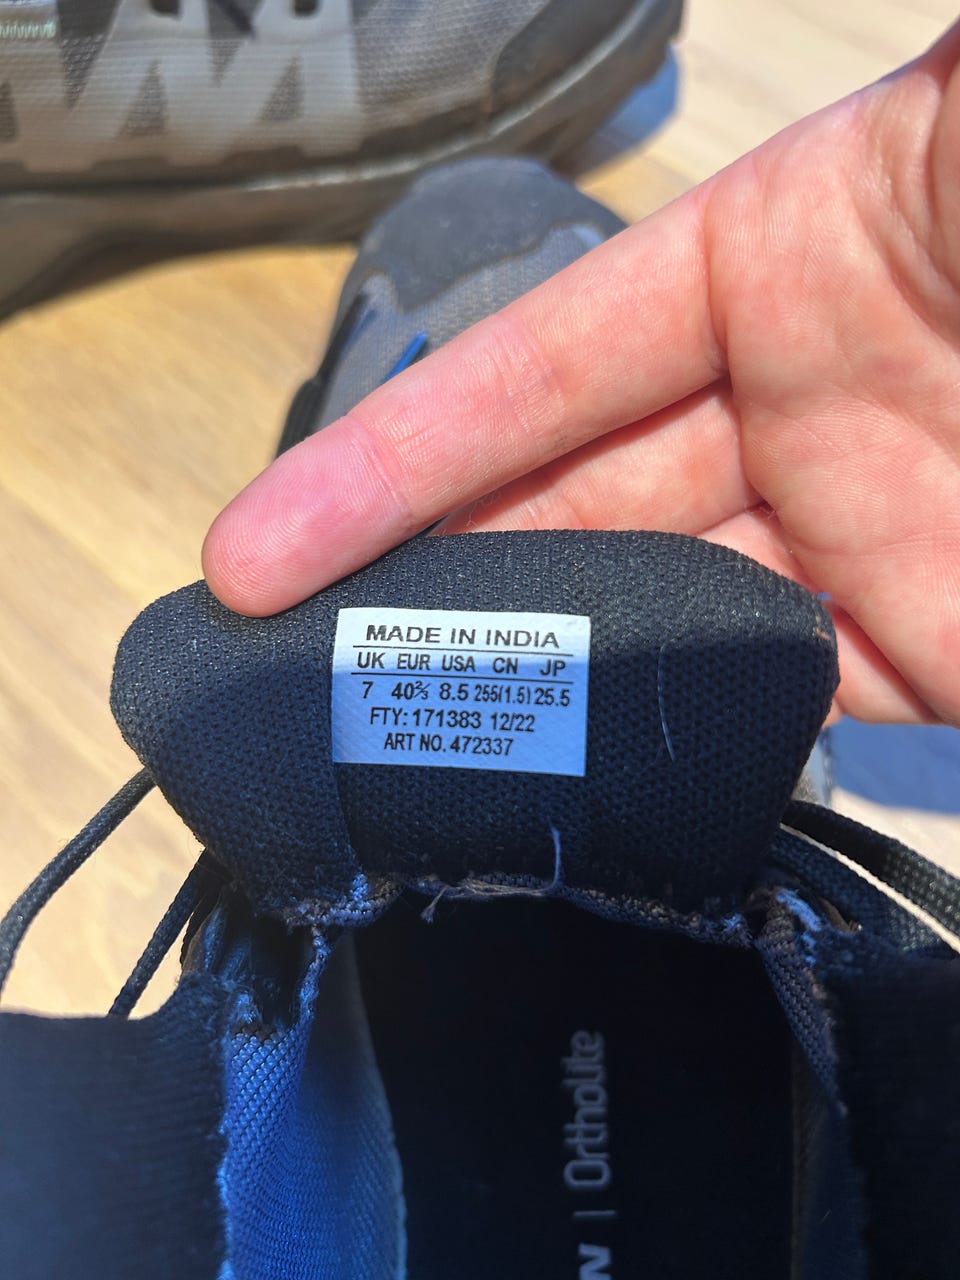 MADE IN INDIA
UK EUR USA CN JP
7 40⅔ 8.5 255(1.5) 25.5
FTY: 171383 12/22
ART NO. 472337
| Ortholite